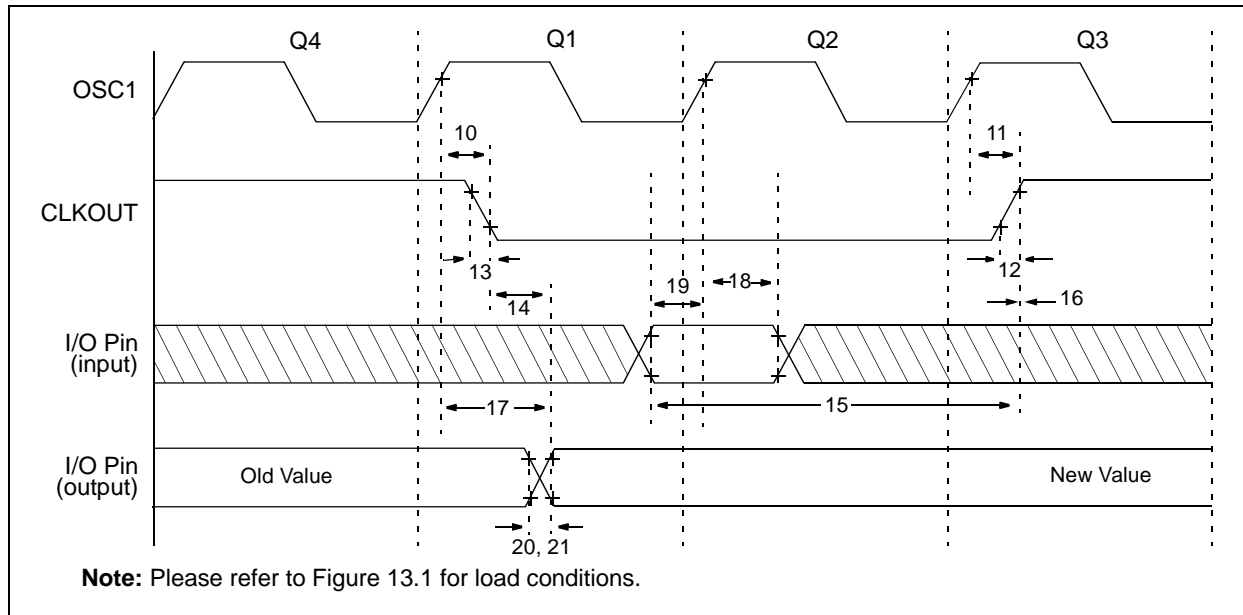 Q4 Q1 Q2 Q3
OSC1
10 11
CLKOUT
13 12
19 18 16
14
I/O Pin
(input)
17 15
I/O Pin
(output)
Old Value New Value
20, 21
Note: Please refer to Figure 13.1 for load conditions.